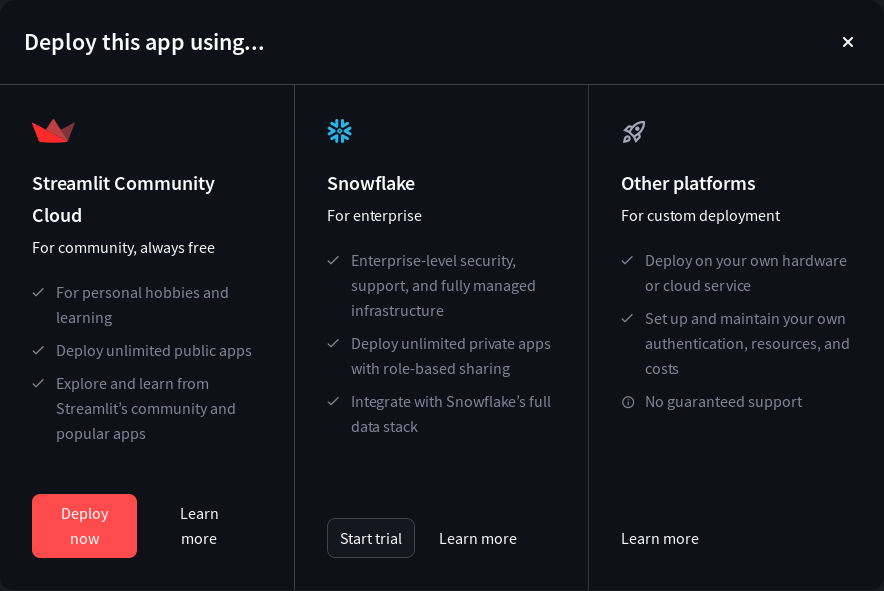 Deploy this app using...
Streamlit Community
Cloud
For community, always free
For personal hobbies and
learning
Deploy unlimited public apps
Explore and learn from
Streamlit's community and
popular apps
Deploy
now
Learn
more
Snowflake
For enterprise
Enterprise-level security,
support, and fully managed
infrastructure
Deploy unlimited private apps
with role-based sharing
Integrate with Snowflake's full
data stack
Start trial
Learn more
Other platforms
For custom deployment
Deploy on your own hardware
or cloud service
Set up and maintain your own
authentication, resources, and
costs
No guaranteed support
Learn more